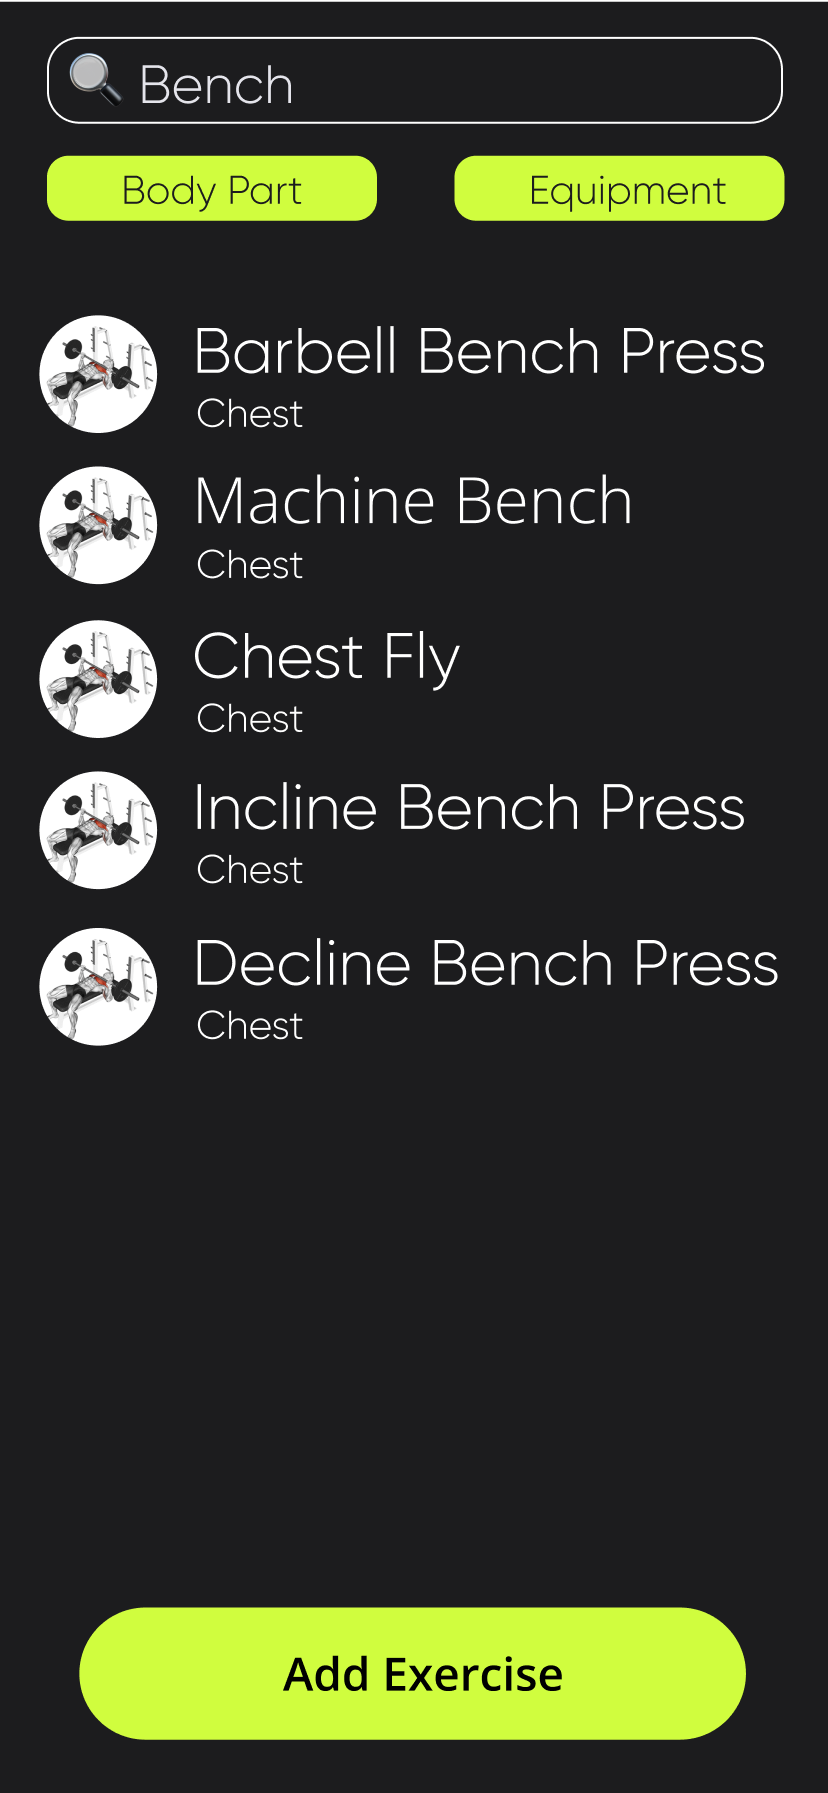 Bench
Body Part
Equipment
Barbell Bench Press
Chest
Machine Bench
Chest
Chest Fly
Chest
Incline Bench Press
Chest
Decline Bench Press
Chest
Add Exercise